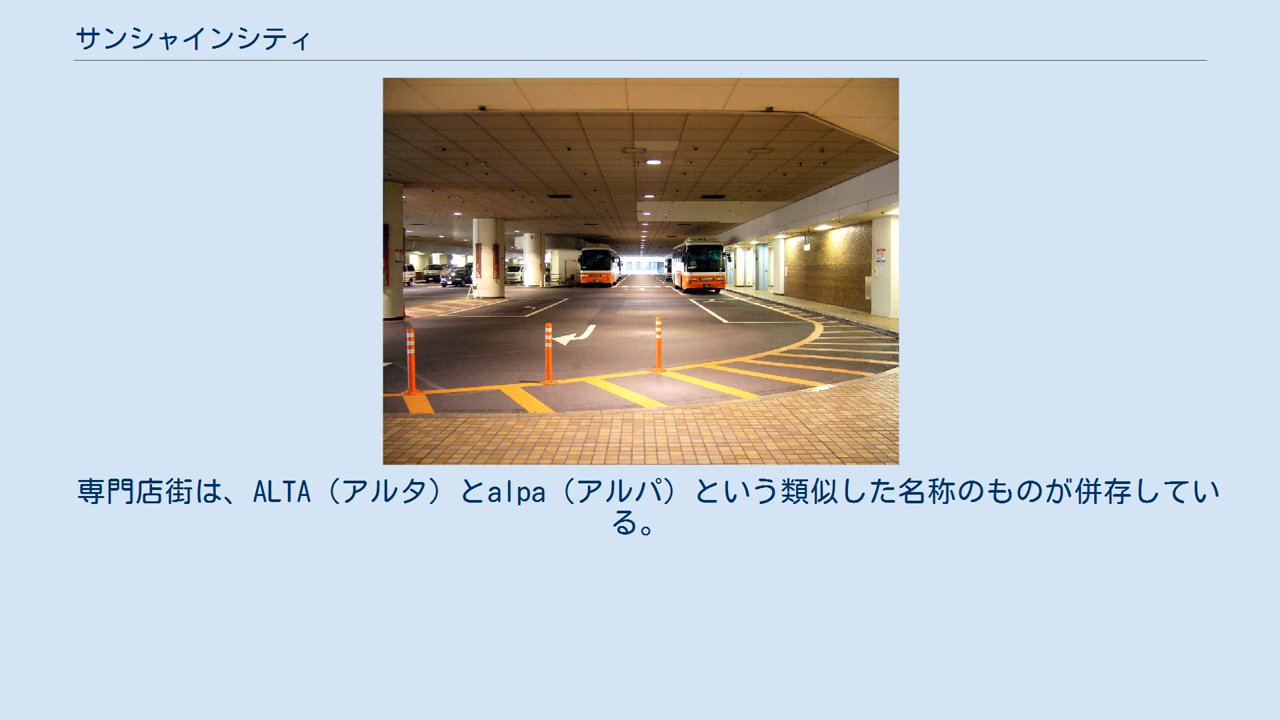 サンシャインシティ
専門店街は、ALTA（アルタ）とalpa（アルパ）という類似した名称のものが併存してい
る。